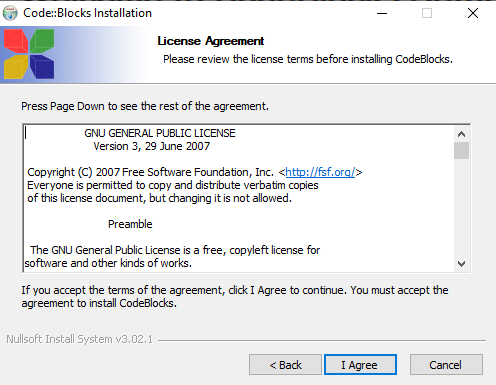 Code::Blocks Installation
License Agreement
Please review the license terms before installing CodeBlocks.
Press Page Down to see the rest of the agreement.
GNU GENERAL PUBLIC LICENSE
Version 3, 29 June 2007
Copyright (C) 2007 Free Software Foundation, Inc. <http://fsf.org/>
Everyone is permitted to copy and distribute verbatim copies
of this license document, but changing it is not allowed.
Preamble
The GNU General Public License is a free, copyleft license for
software and other kinds of works.
If you accept the terms of the agreement, click I Agree to continue. You must accept the
agreement to install CodeBlocks.
Nullsoft Install System v3.02.1
< Back
I Agree
Cancel